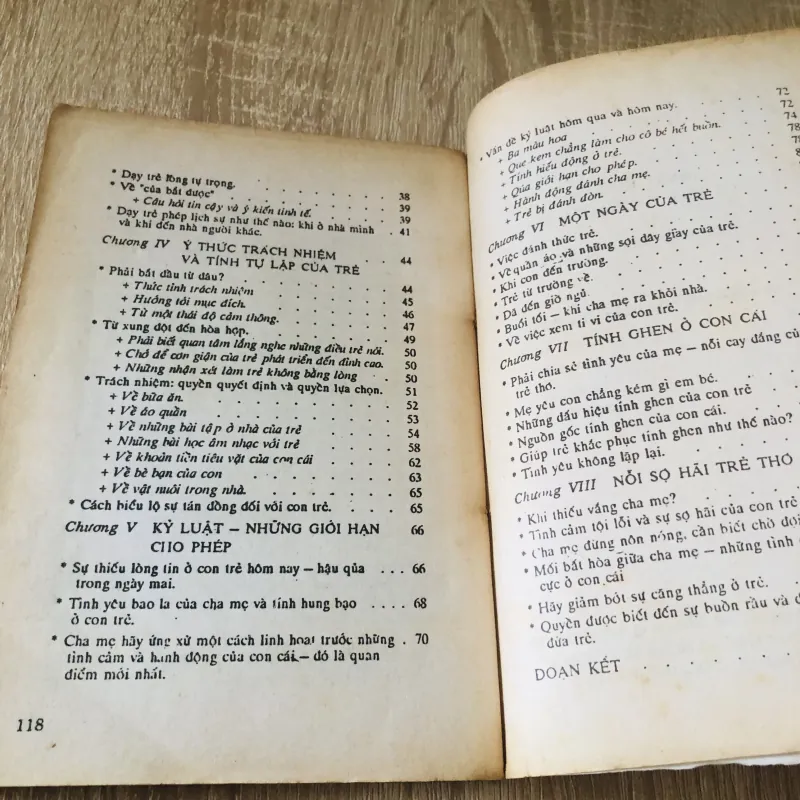 * Dạy trẻ lòng tự trọng. . . . . . . . 38
* Về "của bắt được" . . . . . . . 39
+ Câu hỏi tin cậy và ý kiến tinh tế. . . . 39
* Dạy trẻ phép lịch sự như thế nào: khi ở nhà mình 41
và khi đến nhà người khác.
Chương IV Ý THỨC TRÁCH NHIỆM . . . . 44
VÀ TÍNH TỰ LẬP CỦA TRẺ
* Phải bắt đầu từ đâu? . . . . . . . 44
+ Thức tỉnh trách nhiệm . . . . . . 45
+ Hướng tới mục đích. . . . . . . 46
+ Từ một thái độ cảm thông. . . . . . 47
* Từ xung đột đến hòa hợp. . . . . . . 49
+ Phải biết quan tâm lắng nghe những điều trẻ nói. 50
+ Chớ để cơn giận của trẻ phát triển đến đỉnh cao. 50
+ Những nhận xét làm trẻ không bằng lòng . . 50
* Trách nhiệm: quyền quyết định và quyền lựa chọn. 51
+ Về bữa ăn. . . . . . . . . 52
+ Về áo quần . . . . . . . . 53
+ Về những bài tập ở nhà của trẻ . . . . 54
+ Những bài học âm nhạc với trẻ . . . . 58
+ Về khoản tiền tiêu vặt của con cái . . . 62
+ Về bè bạn của con . . . . . . 63
+ Về vật nuôi trong nhà. . . . . . 65
* Cách biểu lộ sự tán đồng đối với con trẻ. . . . 65
Chương V KỶ LUẬT – NHỮNG GIỚI HẠN 66
CHO PHÉP
* Sự thiếu lòng tin ở con trẻ hôm nay – hậu qủa . . . 66
trong ngày mai.
* Tình yêu bao la của cha mẹ và tính hung bạo . . . . 68
ở con trẻ.
* Cha mẹ hãy ứng xử một cách linh hoạt trước những . 70
tình cảm và hành động của con cái – đó là quan
điểm mới nhất.
118
* Vấn đề kỷ luật hôm qua và hôm nay. . . . 72
+ Ba màu hoa . . . . . . . 72
+ Que kem chẳng làm cho cô bé hết buồn. . . 74
+ Tính hiếu động ở trẻ. . . . . . 78
+ Qúa giới hạn cho phép. . . . . . 78
+ Hành động đánh cha mẹ. . . . . .
+ Trẻ bị đánh đòn. . . . . . .
Chương VI MỘT NGÀY CỦA TRẺ
* Việc đánh thức trẻ. . . . . . .
* Về quần áo và những sợi dây giày của trẻ. . . .
* Khi con đến trường. . . . . . .
* Trẻ từ trường về. . . . . . .
* Đã đến giờ ngủ. . . . . . . .
* Buổi tối – khi cha mẹ ra khỏi nhà. . . .
* Về việc xem ti vi của con trẻ. . . . .
Chương VII TÍNH GHEN Ở CON CÁI . . .
* Phải chia sẻ tình yêu của mẹ – nỗi cay đắng của
trẻ thơ.
* Mẹ yêu con chẳng kém gì em bé. . . . .
* Những dấu hiệu tính ghen của con trẻ . . .
* Nguồn gốc tính ghen của con cái. . . . .
* Giúp trẻ khắc phục tính ghen như thế nào? .
* Tình yêu không lặp lại. . . . . .
Chương VIII NỖI SỢ HÃI TRẺ THƠ
* Khi thiếu vắng cha mẹ? . . . . .
* Tình cảm tội lỗi và sự sợ hãi của con trẻ
* Cha mẹ đừng nôn nóng, cần biết chờ đợi
* Mối bất hòa giữa cha mẹ – những tình
cực ở con cái
* Hãy giảm bớt sự căng thẳng ở trẻ. . . .
* Quyền được biết đến sự buồn rầu và
đứa trẻ.
DOẠN KẾT . . . . . . .